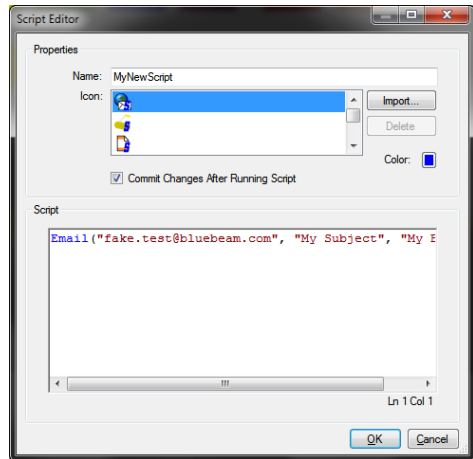 Script Editor
Properties
Name: MyNewScript
Icon:
Import...
Delete
Color:
Commit Changes After Running Script
Script
Email("fake.test@bluebeam.com", "My Subject", "My
Ln 1 Col 1
OK Cancel